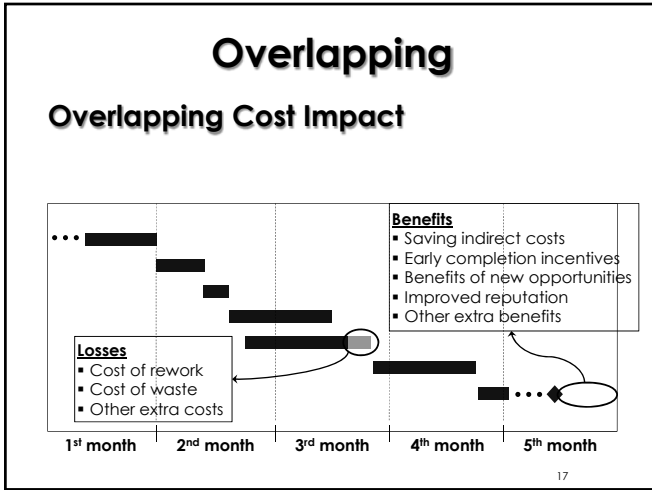 Overlapping
Overlapping Cost Impact
Benefits
▪ Saving indirect costs
▪ Early completion incentives
▪ Benefits of new opportunities
▪ Improved reputation
▪ Other extra benefits
Losses
▪ Cost of rework
▪ Cost of waste
▪ Other extra costs
1st month 2nd month 3rd month 4th month 5th month
17